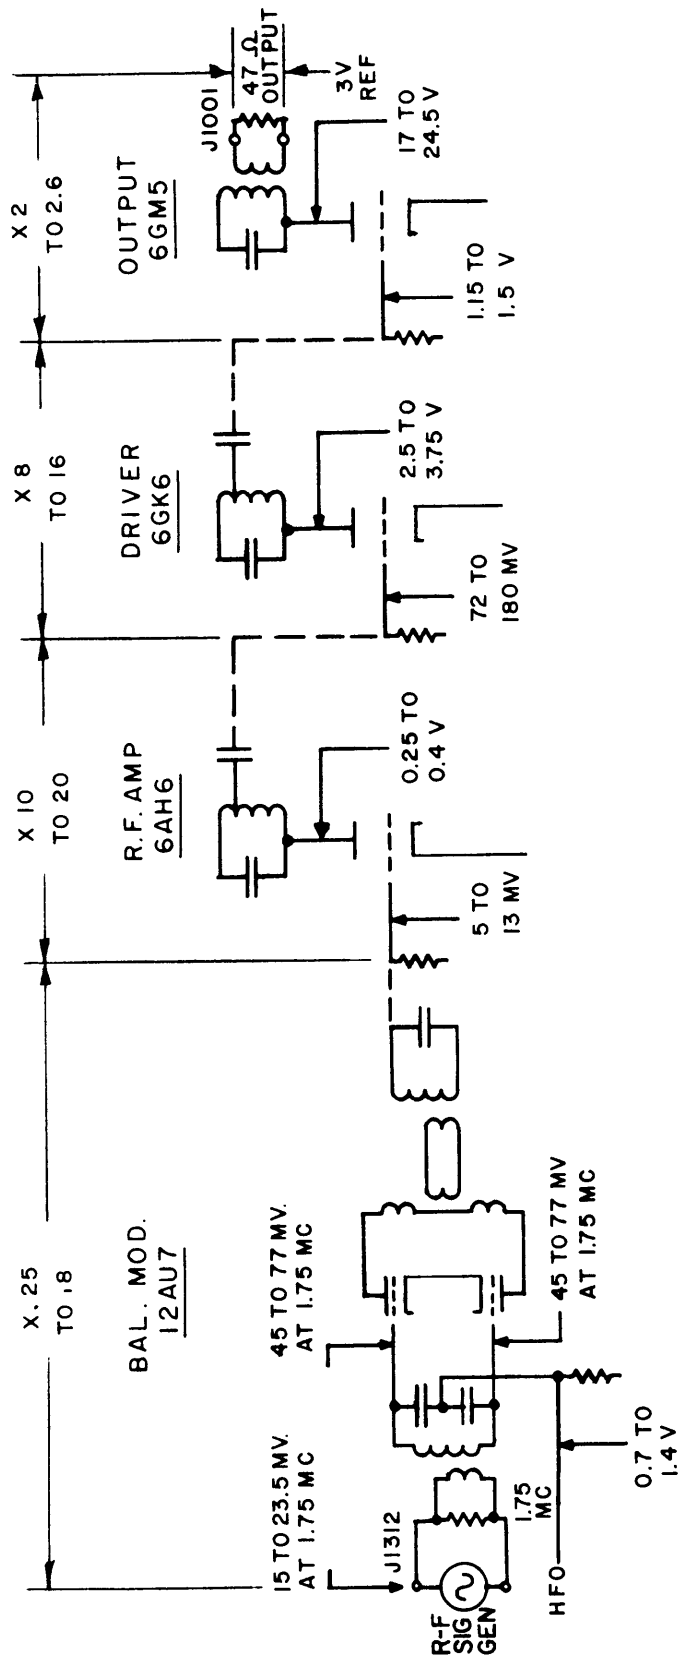 X.25
TO .18
X 10
TO 20
X 8
TO 16
X 2
TO 2.6
BAL. MOD.
12AU7
R.F. AMP
6AH6
DRIVER
6GK6
OUTPUT
6GM5
J1001
47 Ω
OUTPUT
3V
REF
15 TO 23.5 MV.
AT 1.75 MC
45 TO 77 MV.
AT 1.75 MC
J1312
R-F
SIG
GEN
1.75
MC
HFO
0.7 TO
1.4 V
45 TO 77 MV
AT 1.75 MC
5 TO
13 MV
0.25 TO
0.4 V
72 TO
180 MV
2.5 TO
3.75 V
1.15 TO
1.5 V
17 TO
24.5 V